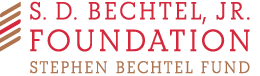 S. D. BECHTEL, JR.
FOUNDATION
STEPHEN BECHTEL FUND